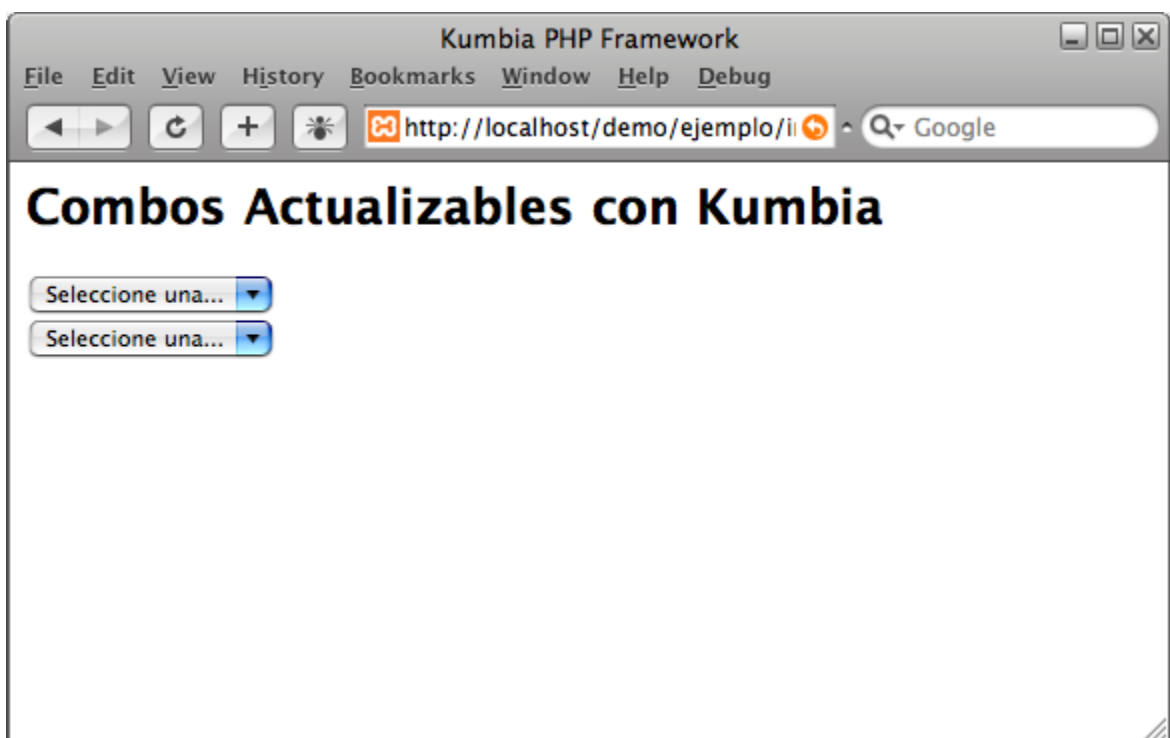 Kumbia PHP Framework
File Edit View History Bookmarks Window Help Debug
http://localhost/demo/ejemplo/i Google
Combos Actualizables con Kumbia
Seleccione una...
Seleccione una...